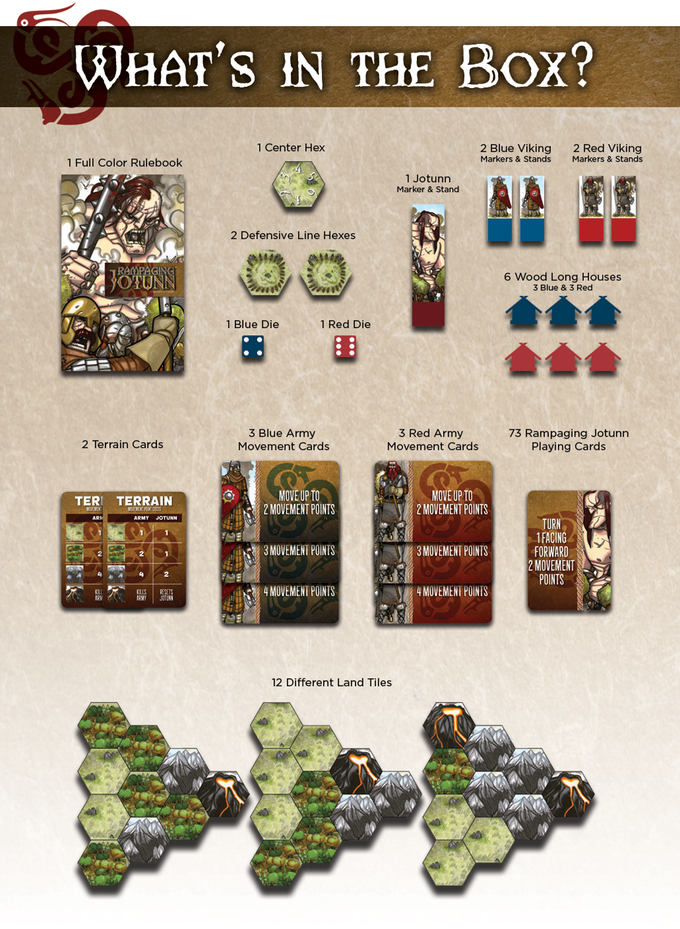 What's in the Box?
1 Full Color Rulebook
RAMPAGING
JOTUNN
1 Center Hex
2 Defensive Line Hexes
1 Blue Die
1 Red Die
1 Jotunn
Marker & Stand
2 Blue Viking
Markers & Stands
2 Red Viking
Markers & Stands
6 Wood Long Houses
3 Blue & 3 Red
2 Terrain Cards
TERR
TERRAIN
MOVEMENT POINT COSTS
ARMY JOTUNN
1 1
2 1
4 2
KILLS
ARMY
RESETS
JOTUNN
3 Blue Army
Movement Cards
MOVE UP TO
2 MOVEMENT POINTS
3 MOVEMENT POINTS
4 MOVEMENT POINTS
3 Red Army
Movement Cards
MOVE UP TO
2 MOVEMENT POINTS
3 MOVEMENT POINTS
4 MOVEMENT POINTS
73 Rampaging Jotunn
Playing Cards
TURN
1 FACING
FORWARD
2 MOVEMENT
POINTS
12 Different Land Tiles